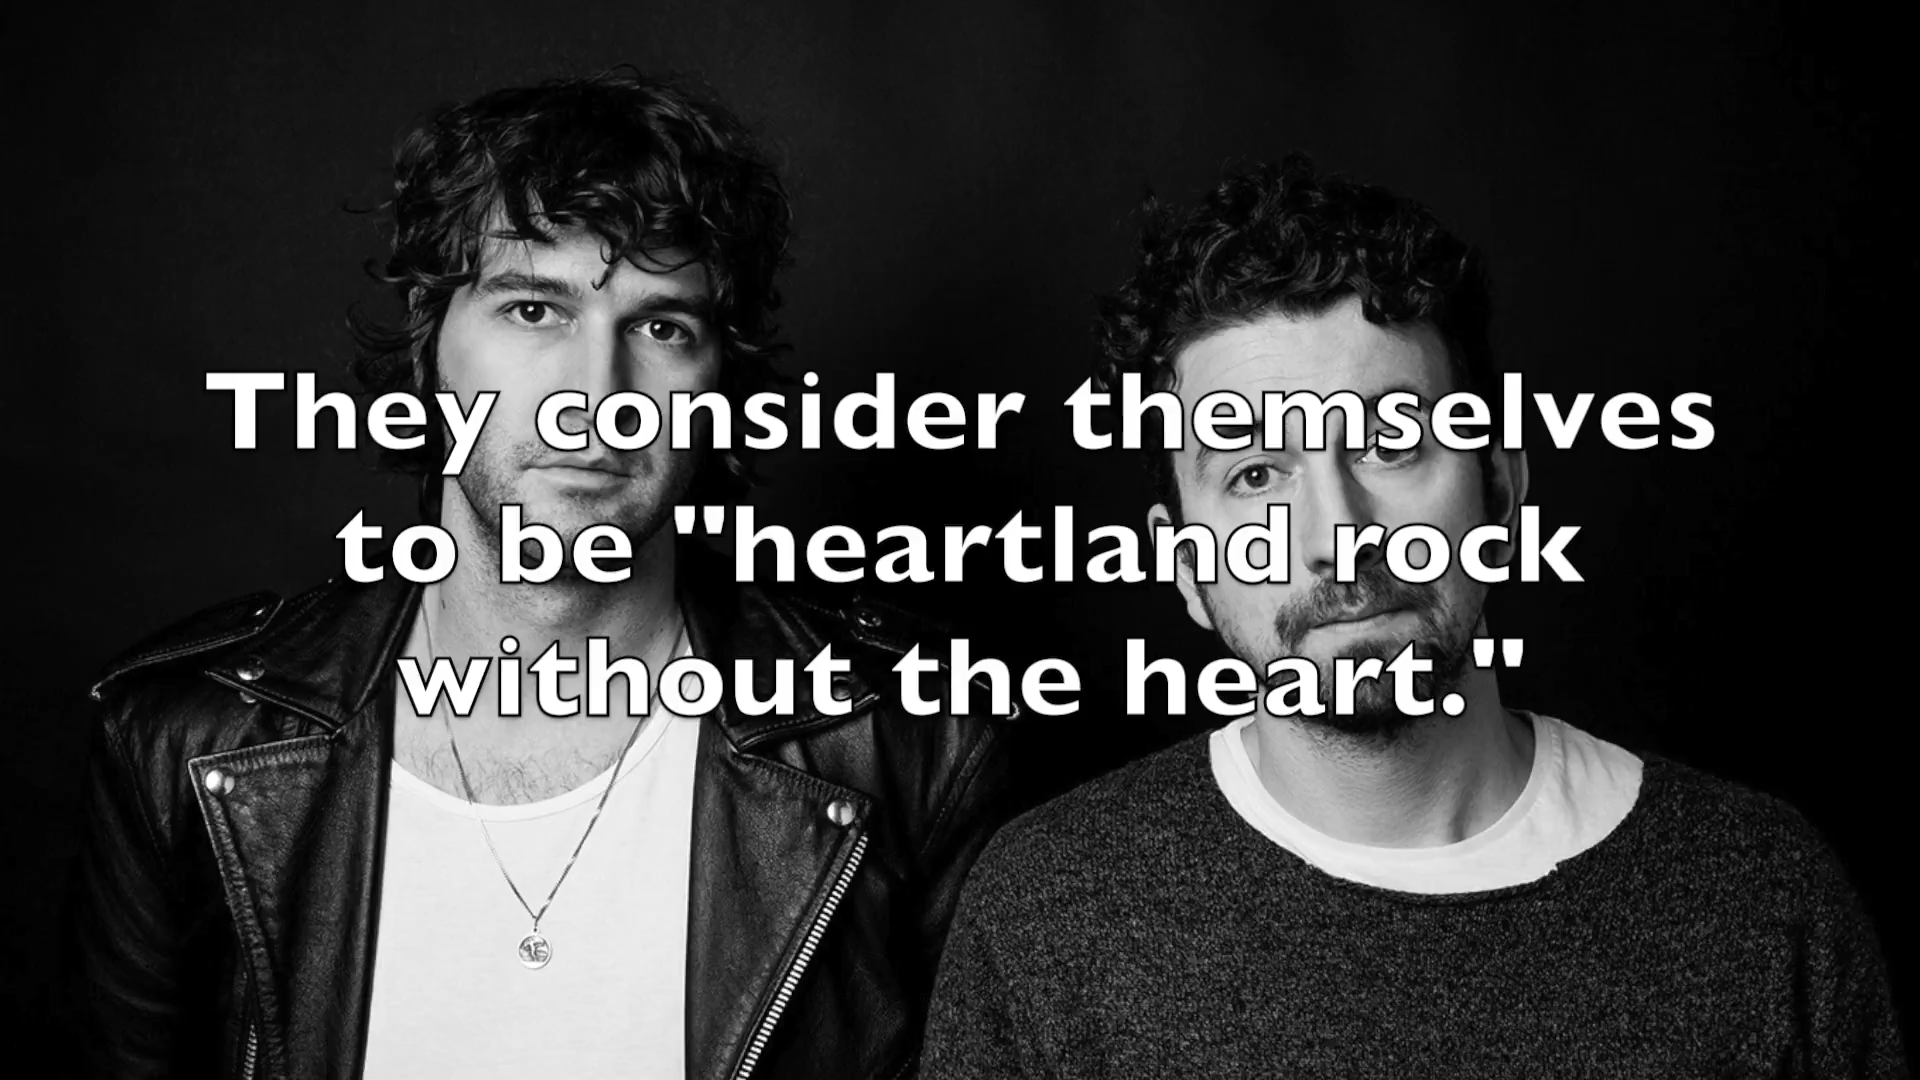 They consider themselves
to be "heartland rock
without the heart."